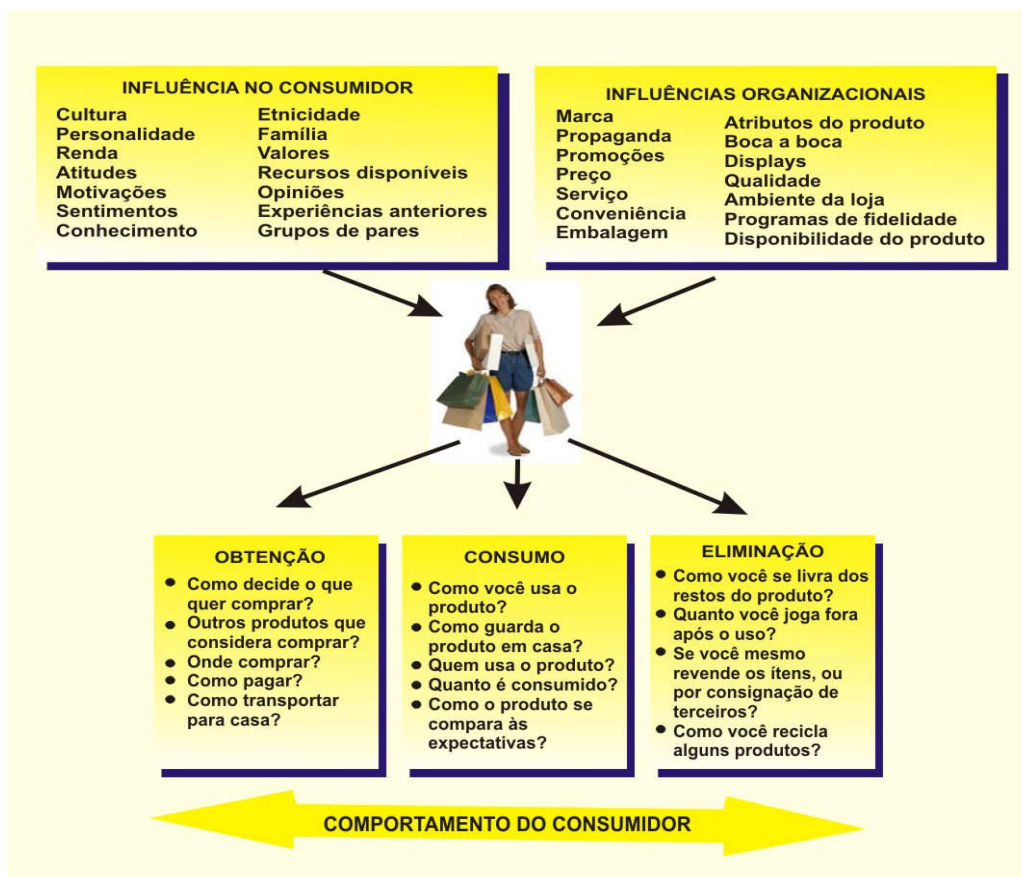 INFLUÊNCIA NO CONSUMIDOR
Cultura
Personalidade
Renda
Atitudes
Motivações
Sentimentos
Conhecimento
Etnicidade
Família
Valores
Recursos disponíveis
Opiniões
Experiências anteriores
Grupos de pares
INFLUÊNCIAS ORGANIZACIONAIS
Marca
Propaganda
Promoções
Preço
Serviço
Conveniência
Embalagem
Atributos do produto
Boca a boca
Displays
Qualidade
Ambiente da loja
Programas de fidelidade
Disponibilidade do produto
OBTENÇÃO
• Como decide o que
quer comprar?
• Outros produtos que
considera comprar?
• Onde comprar?
• Como pagar?
• Como transportar
para casa?
CONSUMO
• Como você usa o
produto?
• Como guarda o
produto em casa?
• Quem usa o produto?
• Quanto é consumido?
• Como o produto se
compara às
expectativas?
ELIMINAÇÃO
• Como você se livra dos
restos do produto?
• Quanto você joga fora
após o uso?
• Se você mesmo
revende os ítens, ou
por consignação de
terceiros?
• Como você recicla
alguns produtos?
COMPORTAMENTO DO CONSUMIDOR